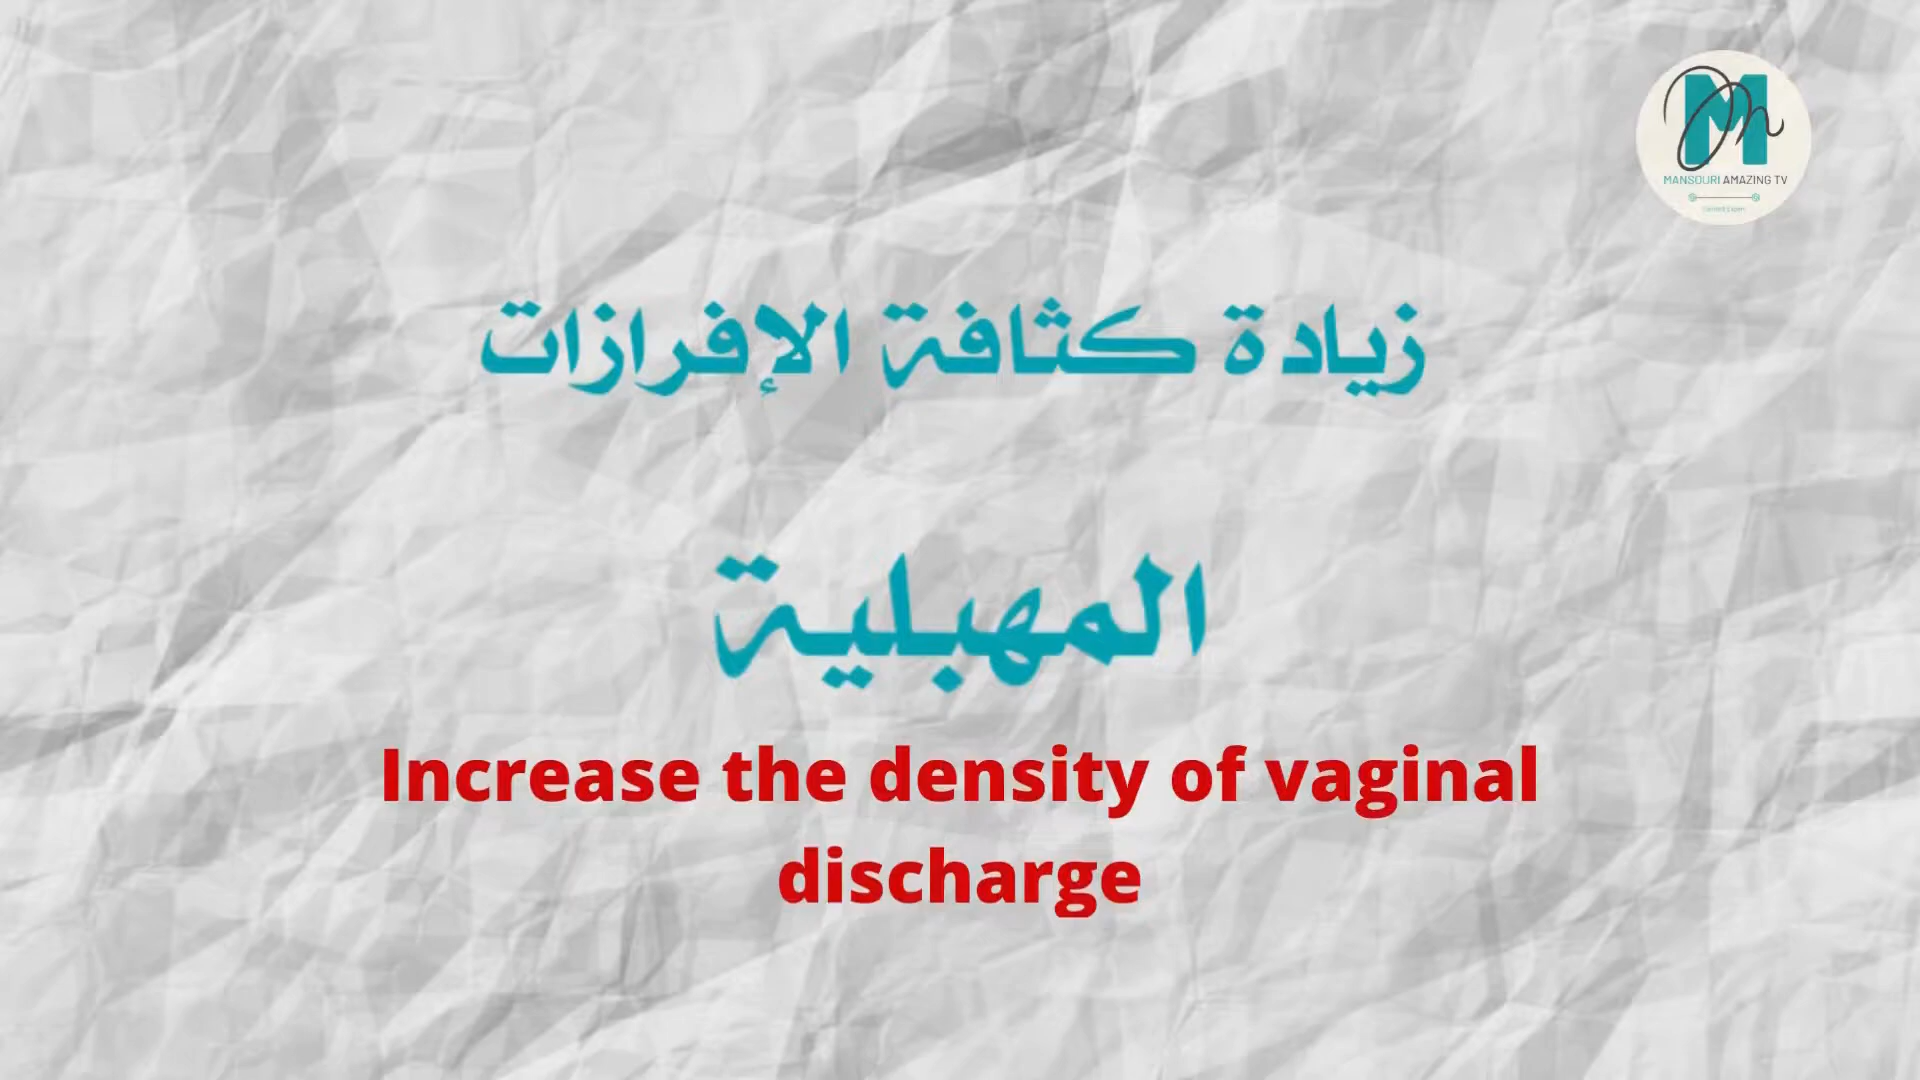 MANSOURI AMAZING TV
زيادة كثافة الإفرازات
المهبلية
Increase the density of vaginal
discharge